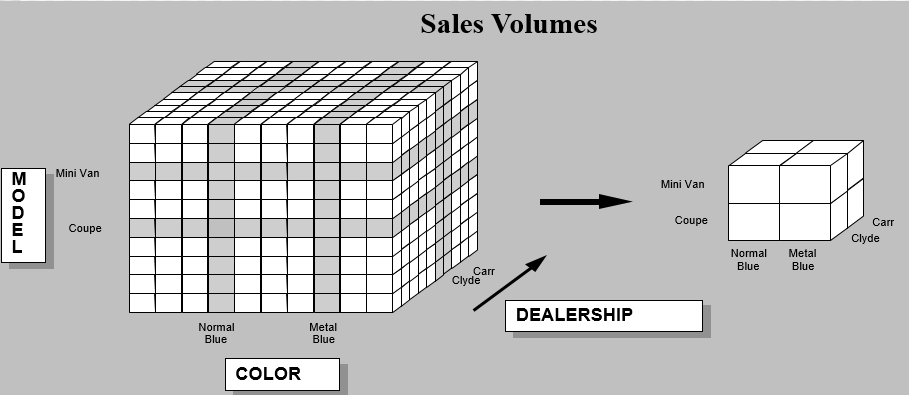 Sales Volumes
MODEL
Mini Van
Coupe
Carr
Clyde
Normal
Blue
Metal
Blue
COLOR
DEALERSHIP
Mini Van
Coupe
Carr
Clyde
Normal
Blue
Metal
Blue